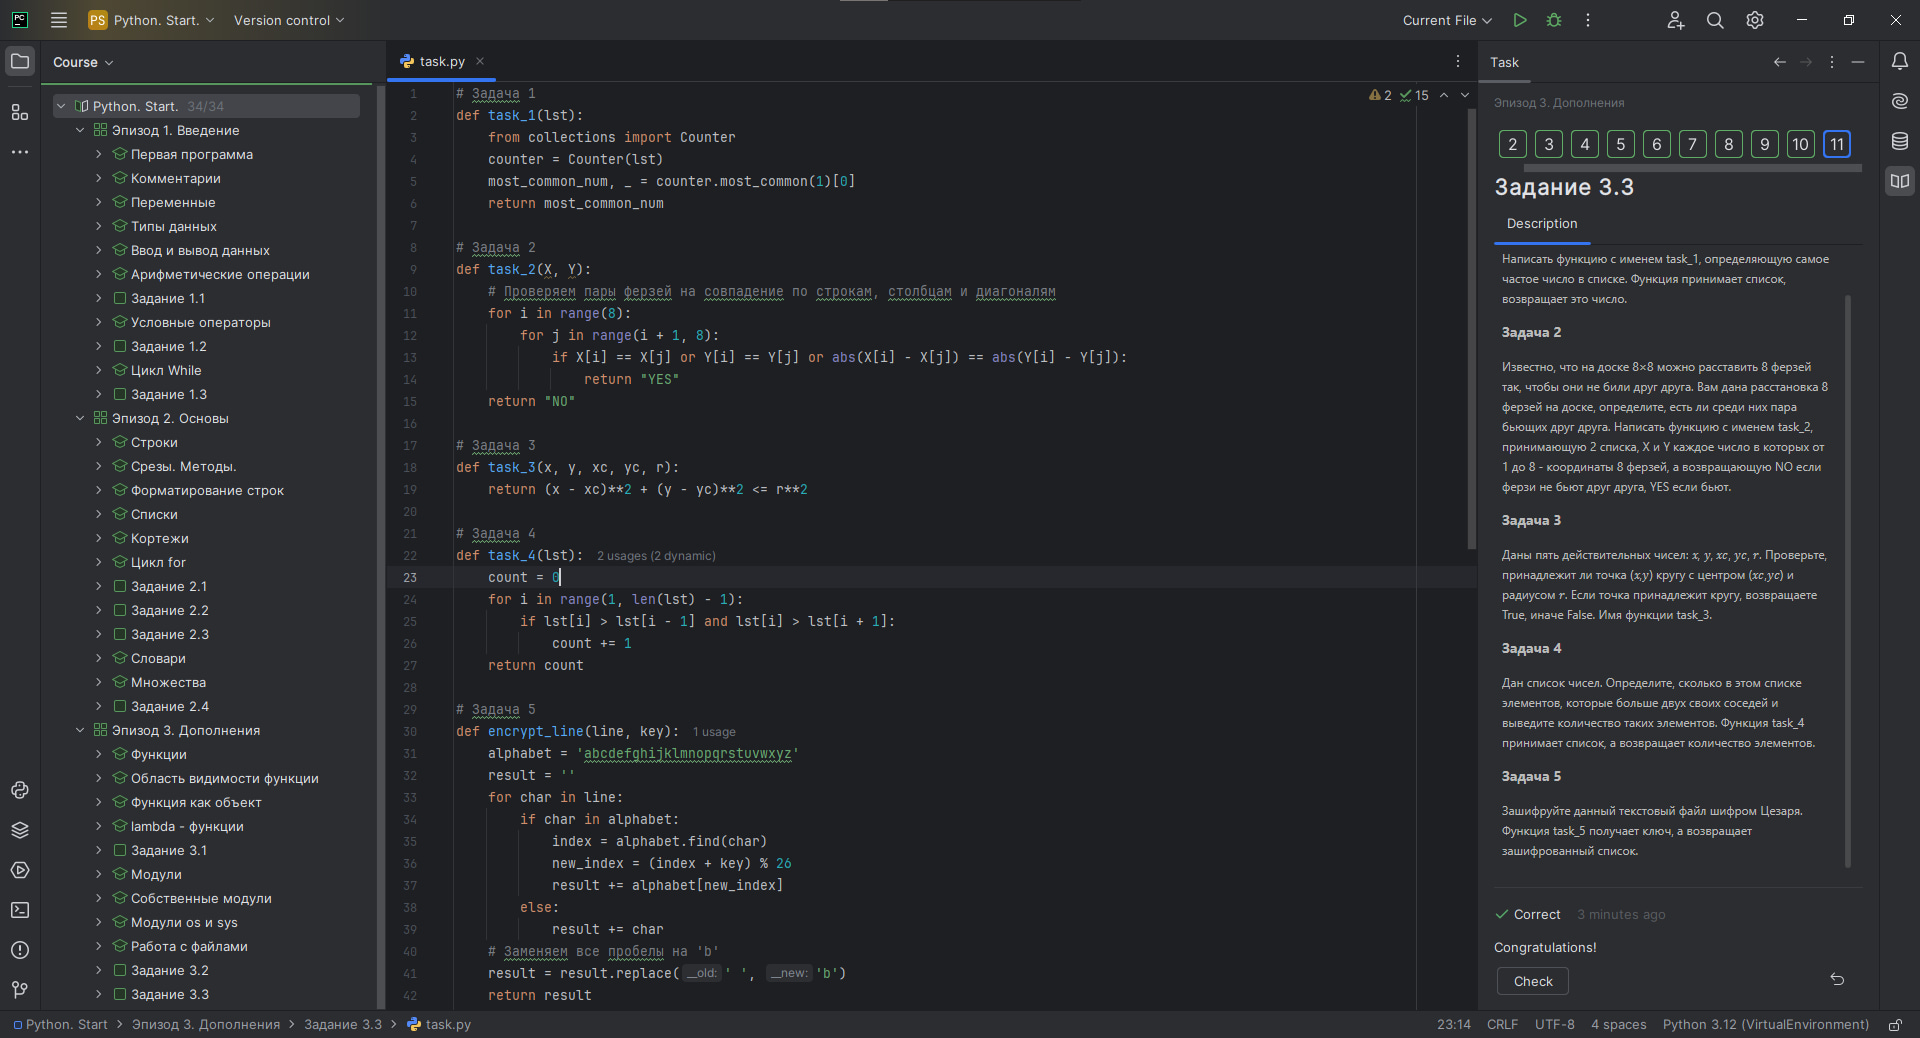 PC
PS Python. Start.
Version control
Current File
Course
task.py
Task
Python. Start. 34/34
Эпизод 1. Введение
Первая программа
Комментарии
Переменные
Типы данных
Ввод и вывод данных
Арифметические операции
Задание 1.1
Условные операторы
Задание 1.2
Цикл While
Задание 1.3
Эпизод 2. Основы
Строки
Срезы. Методы.
Форматирование строк
Списки
Кортежи
Цикл for
Задание 2.1
Задание 2.2
Задание 2.3
Словари
Множества
Задание 2.4
Эпизод 3. Дополнения
Функции
Область видимости функции
Функция как объект
lambda - функции
Задание 3.1
Модули
Собственные модули
Модули os и sys
Работа с файлами
Задание 3.2
Задание 3.3
2 15
1 # Задача 1
2 def task_1(lst):
3 from collections import Counter
4 counter = Counter(lst)
5 most_common_num, _ = counter.most_common(1)[0]
6 return most_common_num
7
8 # Задача 2
9 def task_2(X, Y):
10 # Проверяем пары ферзей на совпадение по строкам, столбцам и диагоналям
11 for i in range(8):
12 for j in range(i + 1, 8):
13 if X[i] == X[j] or Y[i] == Y[j] or abs(X[i] - X[j]) == abs(Y[i] - Y[j]):
14 return "YES"
15 return "NO"
16
17 # Задача 3
18 def task_3(x, y, xc, yc, r):
19 return (x - xc)**2 + (y - yc)**2 <= r**2
20
21 # Задача 4
22 def task_4(lst): 2 usages (2 dynamic)
23 count = 0
24 for i in range(1, len(lst) - 1):
25 if lst[i] > lst[i - 1] and lst[i] > lst[i + 1]:
26 count += 1
27 return count
28
29 # Задача 5
30 def encrypt_line(line, key): 1 usage
31 alphabet = 'abcdefghijklmnopqrstuvwxyz'
32 result = ''
33 for char in line:
34 if char in alphabet:
35 index = alphabet.find(char)
36 new_index = (index + key) % 26
37 result += alphabet[new_index]
38 else:
39 result += char
40 # Заменяем все пробелы на 'b'
41 result = result.replace(__old: ' ', __new: 'b')
42 return result
Эпизод 3. Дополнения
2 3 4 5 6 7 8 9 10 11
Задание 3.3
Description
Написать функцию с именем task_1, определяющую самое
частое число в списке. Функция принимает список,
возвращает это число.
Задача 2
Известно, что на доске 8×8 можно расставить 8 ферзей
так, чтобы они не били друг друга. Вам дана расстановка 8
ферзей на доске, определите, есть ли среди них пара
бьющих друг друга. Написать функцию с именем task_2,
принимающую 2 списка, X и Y каждое число в которых от
1 до 8 - координаты 8 ферзей, а возвращающую NO если
ферзи не бьют друг друга, YES если бьют.
Задача 3
Даны пять действительных чисел: x, y, xc, yc, r. Проверьте,
принадлежит ли точка (x,y) кругу с центром (xc,yc) и
радиусом r. Если точка принадлежит кругу, возвращаете
True, иначе False. Имя функции task_3.
Задача 4
Дан список чисел. Определите, сколько в этом списке
элементов, которые больше двух своих соседей и
выведите количество таких элементов. Функция task_4
принимает список, а возвращает количество элементов.
Задача 5
Зашифруйте данный текстовый файл шифром Цезаря.
Функция task_5 получает ключ, а возвращает
зашифрованный список.
Correct 3 minutes ago
Congratulations!
Check
Python. Start > Эпизод 3. Дополнения > Задание 3.3 > task.py
23:14 CRLF UTF-8 4 spaces Python 3.12 (VirtualEnvironment)